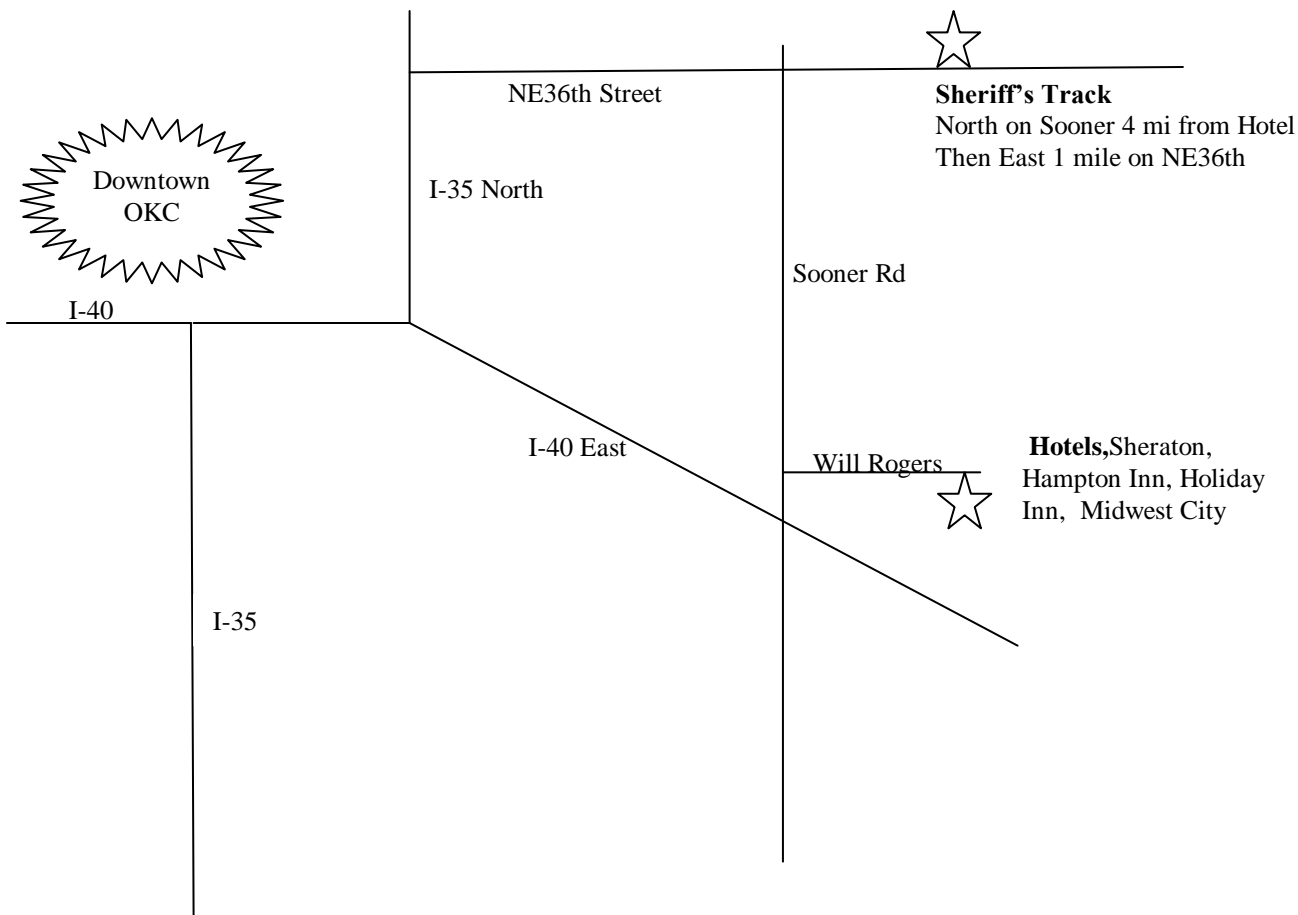 NE36th Street
Sheriff's Track
North on Sooner 4 mi from Hotel
Then East 1 mile on NE36th
Downtown
OKC
I-35 North
Sooner Rd
I-40
I-40 East
Will Rogers
Hotels,Sheraton,
Hampton Inn, Holiday
Inn, Midwest City
I-35